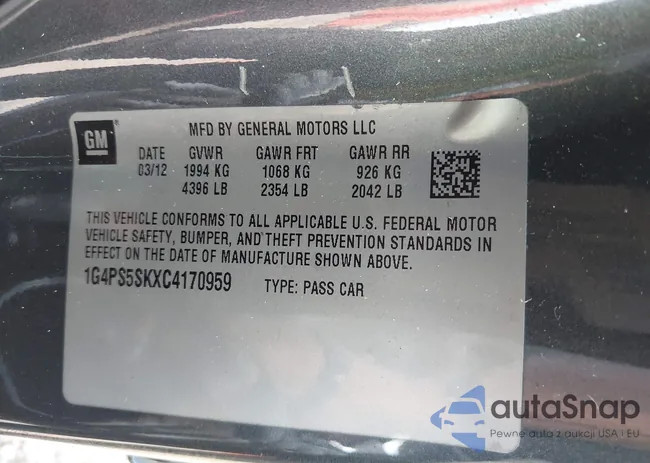 GM
MFD BY GENERAL MOTORS LLC
DATE GVWR GAWR FRT GAWR RR
03/12 1994 KG 1068 KG 926 KG
4396 LB 2354 LB 2042 LB
THIS VEHICLE CONFORMS TO ALL APPLICABLE U.S. FEDERAL MOTOR
VEHICLE SAFETY, BUMPER, AND THEFT PREVENTION STANDARDS IN
EFFECT ON THE DATE OF MANUFACTURE SHOWN ABOVE.
1G4PS5SKXC4170959 TYPE: PASS CAR
autaSnap
Pewne auta z aukcji USA i EU